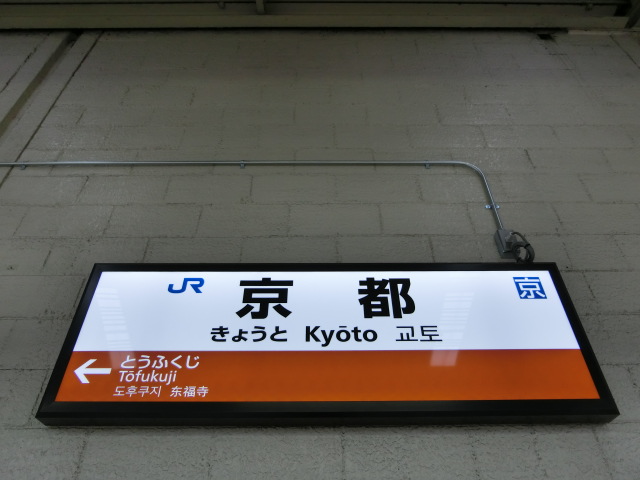 JR 京都 京
きょうと Kyōto 교토
← とうふくじ
Tōfukuji
도후쿠지 东福寺